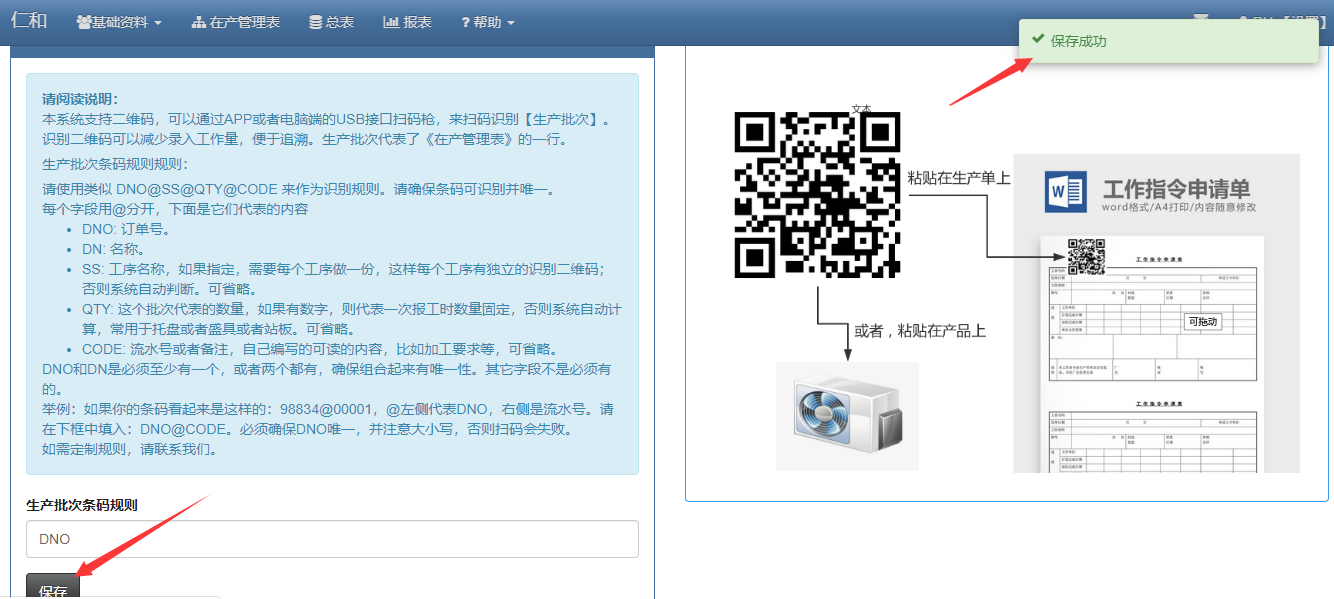 仁和 基础资料 在产管理表 总表 报表 ? 帮助
保存成功
请阅读说明：
本系统支持二维码，可以通过APP或者电脑端的USB接口扫码枪，来扫码识别【生产批次】。
识别二维码可以减少录入工作量，便于追溯。生产批次代表了《在产管理表》的一行。
生产批次条码规则规则：
请使用类似 DNO@SS@QTY@CODE 来作为识别规则。请确保条码可识别并唯一。
每个字段用@分开，下面是它们代表的内容
• DNO: 订单号。
• DN: 名称。
• SS: 工序名称，如果指定，需要每个工序做一份，这样每个工序有独立的识别二维码；
否则系统自动判断。可省略。
• QTY: 这个批次代表的数量，如果有数字，则代表一次报工时数量固定，否则系统自动计
算，常用于托盘或者盛具或者站板。可省略。
• CODE: 流水号或者备注，自己编写的可读的内容，比如加工要求等，可省略。
DNO和DN是必须至少有一个，或者两个都有，确保组合起来有唯一性。其它字段不是必须有
的。
举例：如果你的条码看起来是这样的：98834@00001，@左侧代表DNO，右侧是流水号。请
在下框中填入：DNO@CODE。必须确保DNO唯一，并注意大小写，否则扫码会失败。
如需定制规则，请联系我们。
生产批次条码规则
DNO
保存
文本
粘贴在生产单上
工作指令申请单
word格式/A4打印/内容随意修改
工作指令申请表
可拖动
或者，粘贴在产品上
工作指令申请表